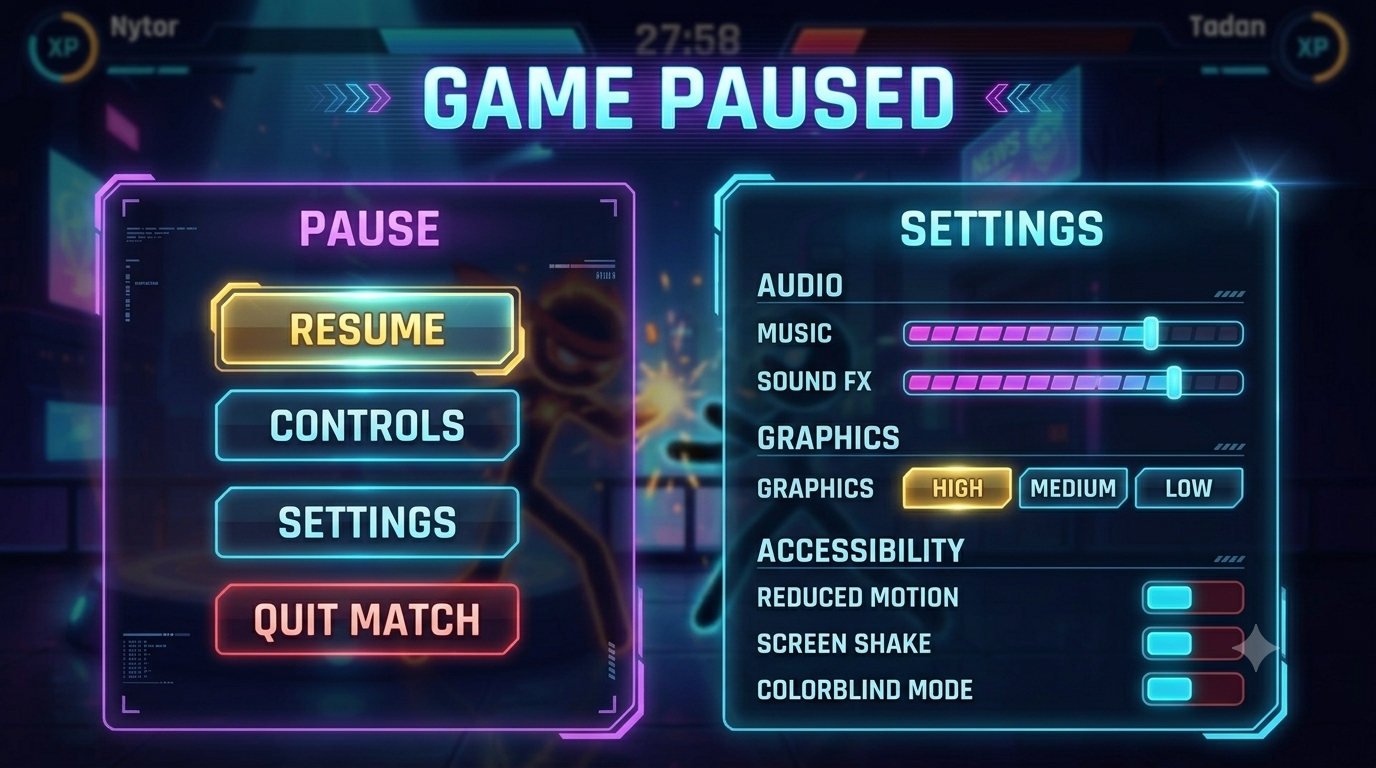 XP
Nytor
27:58
Tadan
XP
GAME PAUSED
NEWS
PAUSE
RESUME
CONTROLS
SETTINGS
QUIT MATCH
SETTINGS
AUDIO
MUSIC
SOUND FX
GRAPHICS
GRAPHICS HIGH MEDIUM LOW
ACCESSIBILITY
REDUCED MOTION
SCREEN SHAKE
COLORBLIND MODE